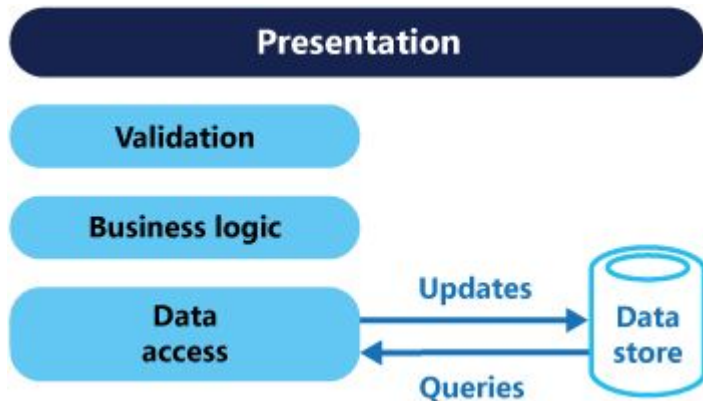 Presentation
Validation
Business logic
Data
access
Updates
Queries
Data
store